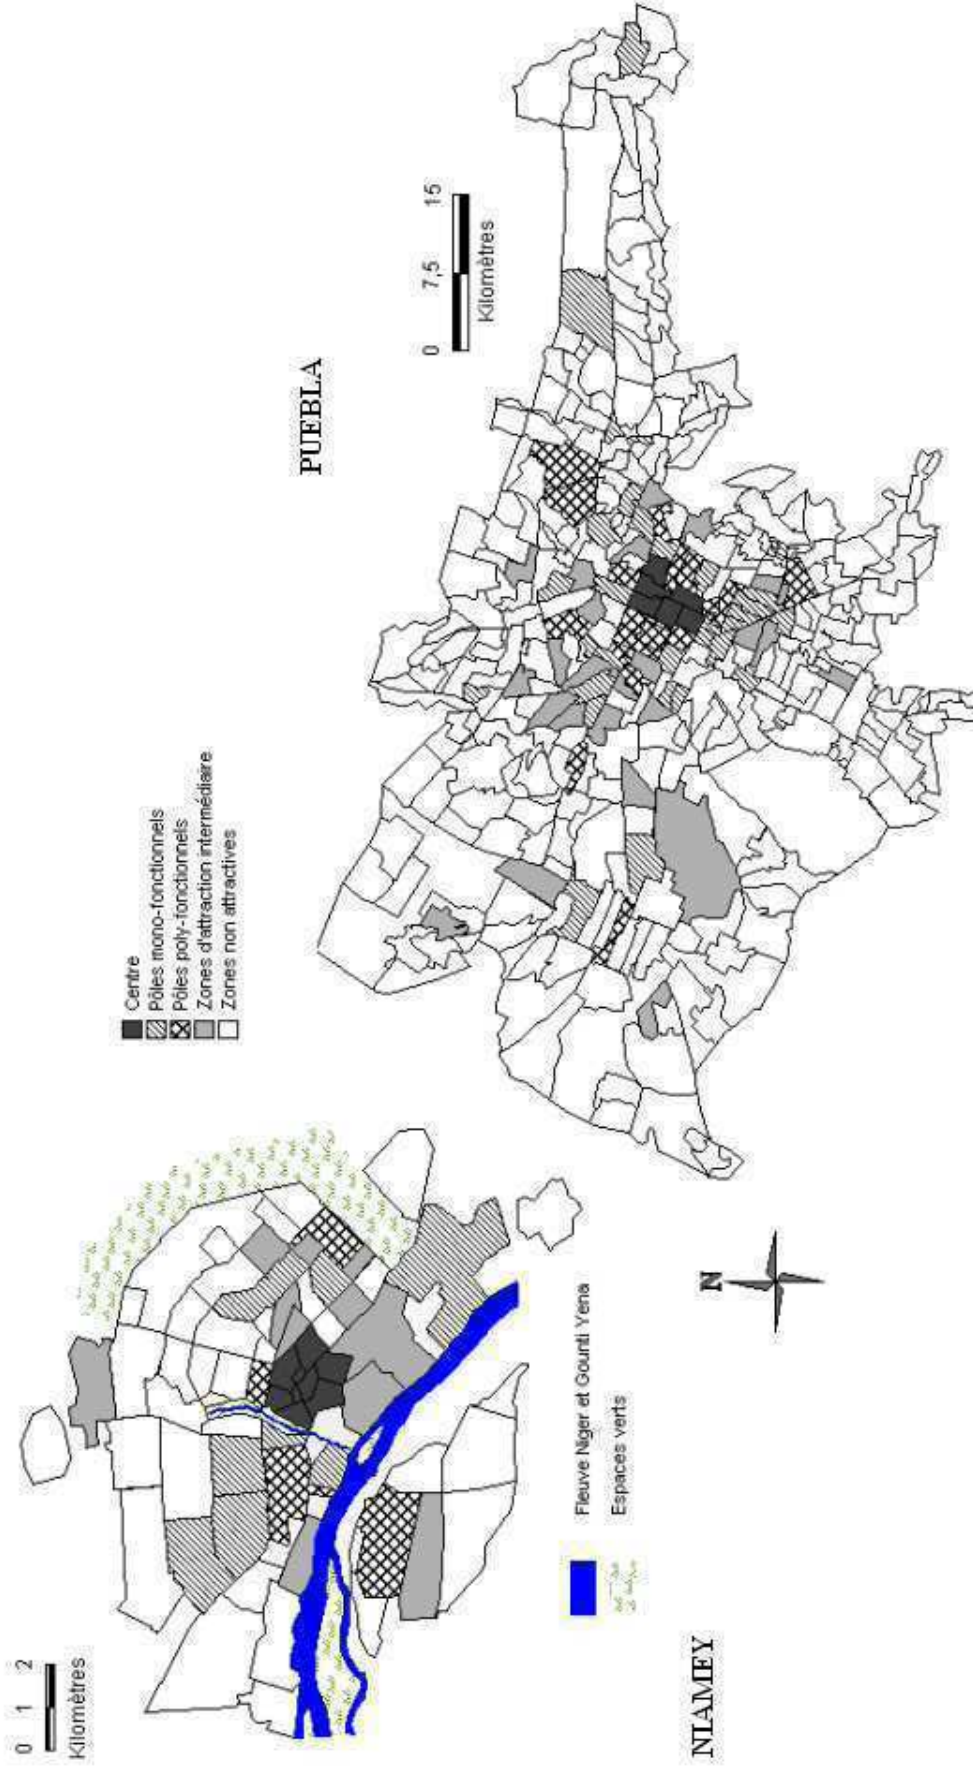 0 1 2
Kilomètres
NIAMEY
Fleuve Niger et Gounti Yena
Espaces verts
N
Centre
Pôles mono-fonctionnels
Pôles poly-fonctionnels
Zones d'attraction intermédiaire
Zones non attractives
PUEBLA
0 7,5 15
Kilomètres